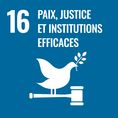 16 PAIX, JUSTICE
ET INSTITUTIONS
EFFICACES